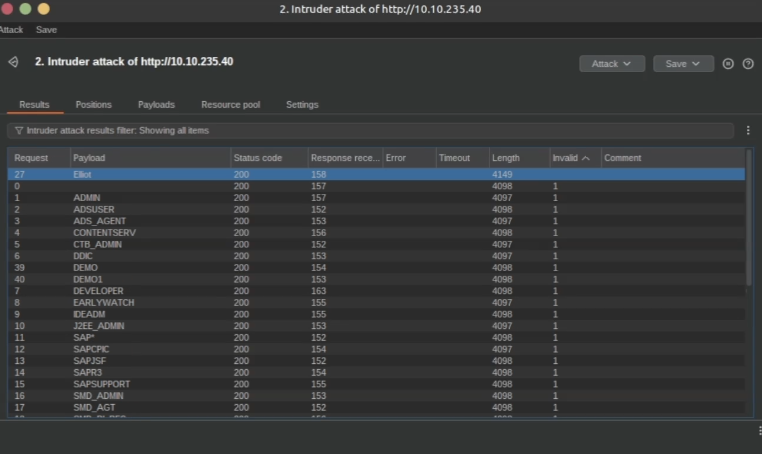 2. Intruder attack of http://10.10.235.40
Attack Save
2. Intruder attack of http://10.10.235.40 Attack Save
Results Positions Payloads Resource pool Settings
Intruder attack results filter: Showing all items
Request Payload Status code Response rece... Error Timeout Length Invalid Comment
27 Elliot 200 158 4149
0 200 157 4098 1
1 ADMIN 200 157 4097 1
2 ADSUSER 200 152 4098 1
3 ADS_AGENT 200 153 4098 1
4 CONTENTSERV 200 156 4098 1
5 CTB_ADMIN 200 152 4097 1
6 DDIC 200 153 4097 1
39 DEMO 200 154 4098 1
40 DEMO1 200 153 4098 1
7 DEVELOPER 200 163 4098 1
8 EARLYWATCH 200 155 4097 1
9 IDEADM 200 155 4098 1
10 J2EE_ADMIN 200 153 4097 1
11 SAP* 200 152 4098 1
12 SAPCPIC 200 154 4097 1
13 SAPJSF 200 152 4098 1
14 SAPR3 200 154 4098 1
15 SAPSUPPORT 200 155 4098 1
16 SMD_ADMIN 200 153 4098 1
17 SMD_AGT 200 152 4098 1